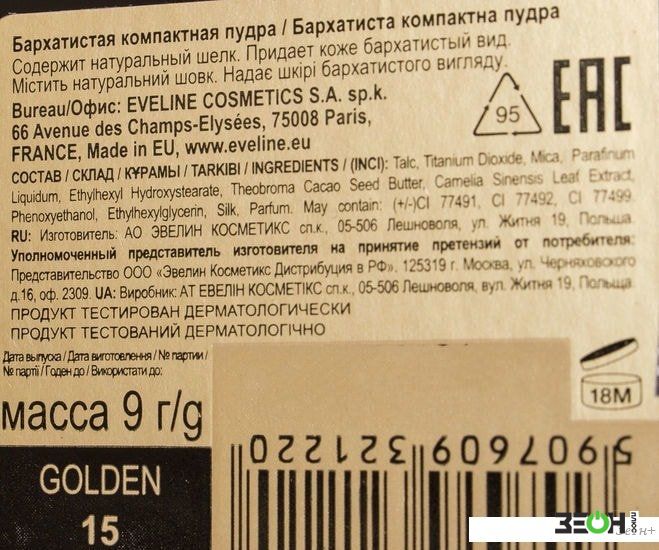 Бархатистая компактная пудра / Бархатиста компактна пудра
Содержит натуральный шелк. Придает коже бархатистый вид.
Містить натуральний шовк. Надає шкірі бархатистого вигляду.
Bureau/Офис: EVELINE COSMETICS S.A. sp.k.
66 Avenue des Champs-Elysées, 75008 Paris,
FRANCE, Made in EU, www.eveline.eu
95
EAC
СОСТАВ / СКЛАД / ҚҰРАМЫ / TARKIBI / INGREDIENTS / (INCI): Talc, Titanium Dioxide, Mica, Parafinum
Liquidum, Ethylhexyl Hydroxystearate, Theobroma Cacao Seed Butter, Camelia Sinensis Leaf Extract,
Phenoxyethanol, Ethylhexylglycerin, Silk, Parfum. May contain: (+/-)CI 77491, CI 77492, CI 77499
RU: Изготовитель: АО ЭВЕЛИН КОСМЕТИКС сп.к., 05-506 Лешноволя, ул. Житня 19, Польша
Уполномоченный представитель изготовителя на принятие претензий от потребителя:
Представительство ООО «Эвелин Косметик Дистрибуция в РФ». 125319 г. Москва, ул. Черняховского
д.16, оф. 2309. UA: Виробник: АТ ЕВЕЛІН КОСМЕТІКС сп.к., 05-506 Лешноволя, вул. Житня 19, Польща
ПРОДУКТ ТЕСТИРОВАН ДЕРМАТОЛОГИЧЕСКИ
ПРОДУКТ ТЕСТОВАНИЙ ДЕРМАТОЛОГІЧНО
Дата выпуска / Дата виготовлення / № партии /
№ партії / Годен до / Використати до:
18M
масса 9 г/g
5 907609 321220
GOLDEN
15
ЗЕОН
Зеон+